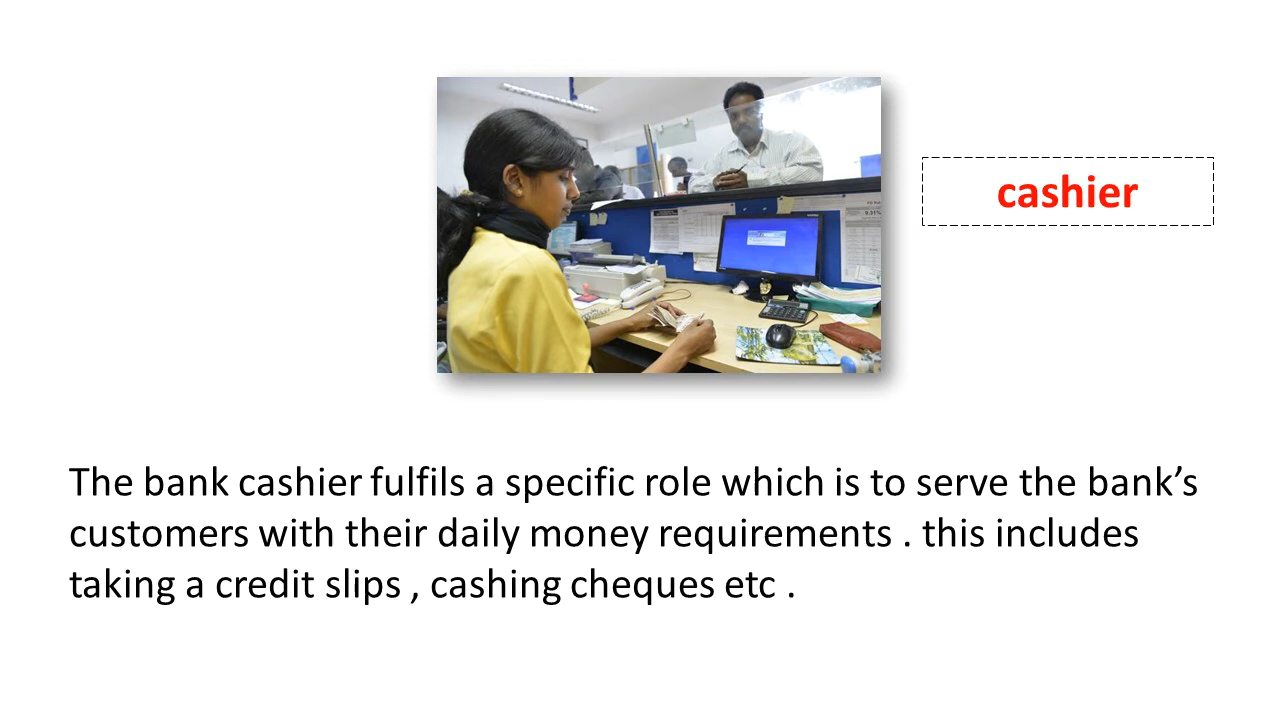 cashier
The bank cashier fulfils a specific role which is to serve the bank’s
customers with their daily money requirements . this includes
taking a credit slips , cashing cheques etc .